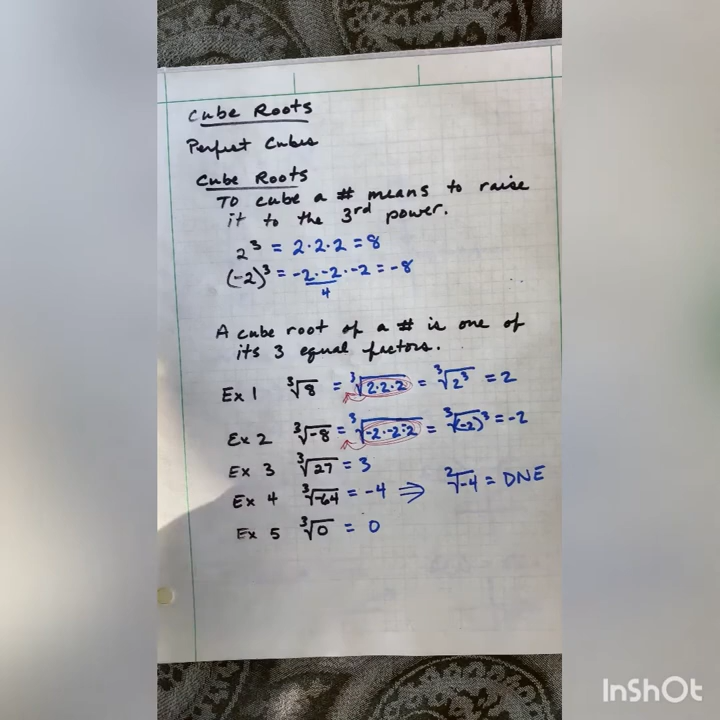 Cube Roots
Perfect Cubes
Cube Roots
To cube a # means to raise
it to the 3rd power.
2³ = 2·2·2 = 8
(-2)³ = -2·-2·-2 = -8
4
A cube root of a # is one of
its 3 equal factors.
Ex 1 ∛8 = ∛2·2·2 = ∛2³ = 2
Ex 2 ∛-8 = ∛-2·-2·-2 = ∛(-2)³ = -2
Ex 3 ∛27 = 3
Ex 4 ∛-64 = -4 ⇒ ²√-4 = DNE
Ex 5 ∛0 = 0
InShOt